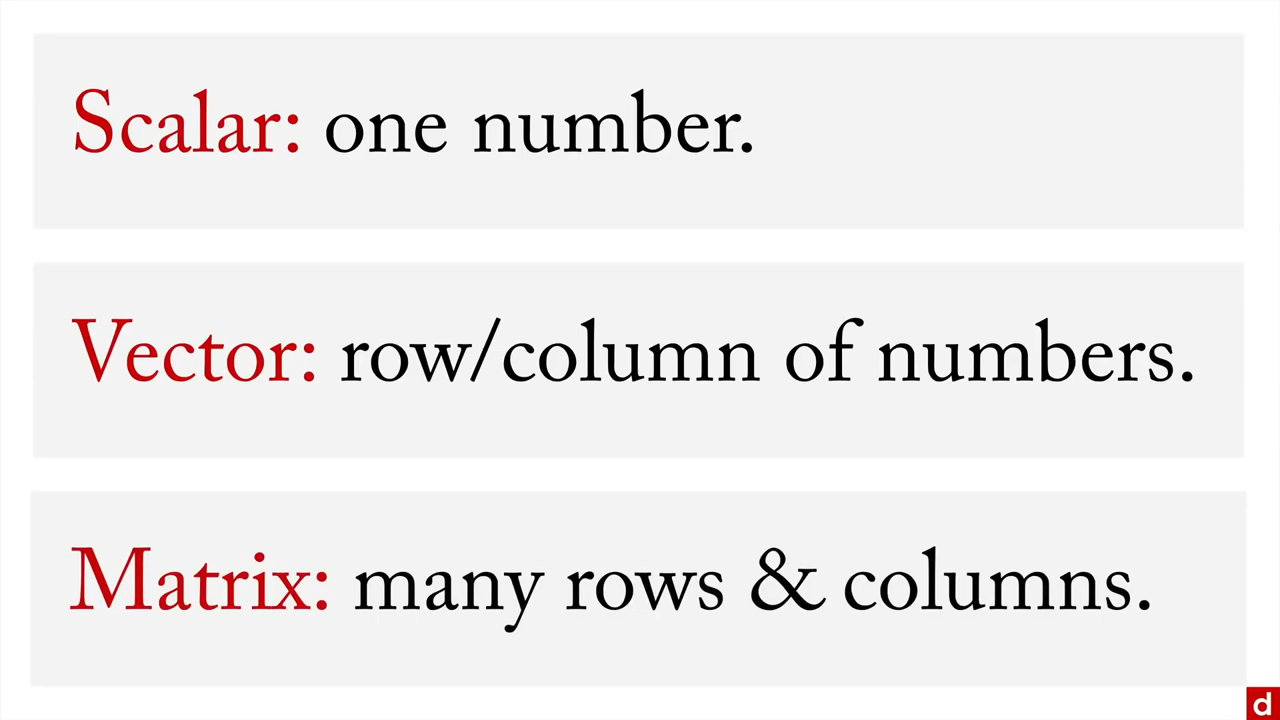 Scalar: one number.
Vector: row/column of numbers.
Matrix: many rows & columns.
d